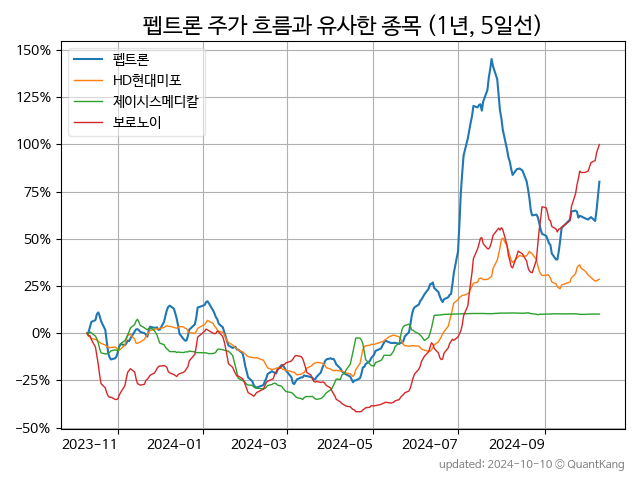 펩트론 주가 흐름과 유사한 종목 (1년, 5일선)
펩트론
HD현대미포
제이시스메디칼
보로노이
150%
125%
100%
75%
50%
25%
0%
−25%
−50%
2023-11 2024-01 2024-03 2024-05 2024-07 2024-09
updated: 2024-10-10 © QuantKang